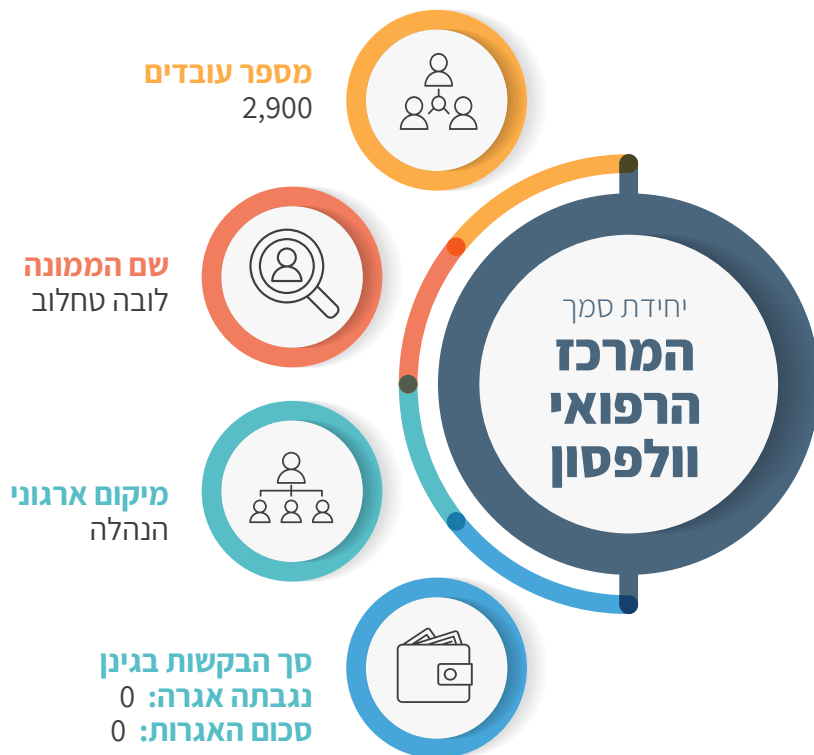 יחידת סמך
המרכז
הרפואי
וולפסון
מספר עובדים
2,900
שם הממונה
לובה טחלוב
מיקום ארגוני
הנהלה
סך הבקשות בגינן
נגבתה אגרה: 0
סכום האגרות: 0